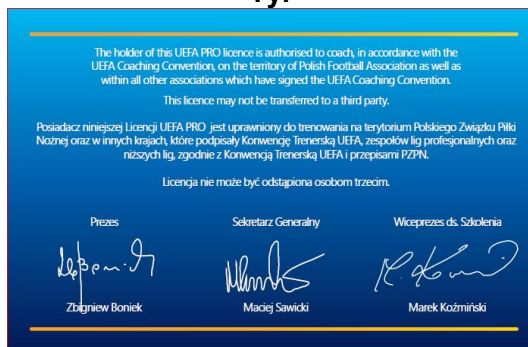 Ty:
The holder of this UEFA PRO licence is authorised to coach, in accordance with the
UEFA Coaching Convention, on the territory of Polish Football Association as well as
within all other associations which have signed the UEFA Coaching Convention.
This licence may not be transferred to a third party.
Posiadacz niniejszej Licencji UEFA PRO jest uprawniony do trenowania na terytorium Polskiego Związku Piłki
Nożnej oraz w innych krajach, które podpisały Konwencję Trenerską UEFA, zespołów lig profesjonalnych oraz
niższych lig, zgodnie z Konwencją Trenerską UEFA i przepisami PZPN.
Licencja nie może być odstąpiona osobom trzecim.
Prezes Sekretarz Generalny Wiceprezes ds. Szkolenia
Zbigniew Boniek Maciej Sawicki Marek Koźmiński